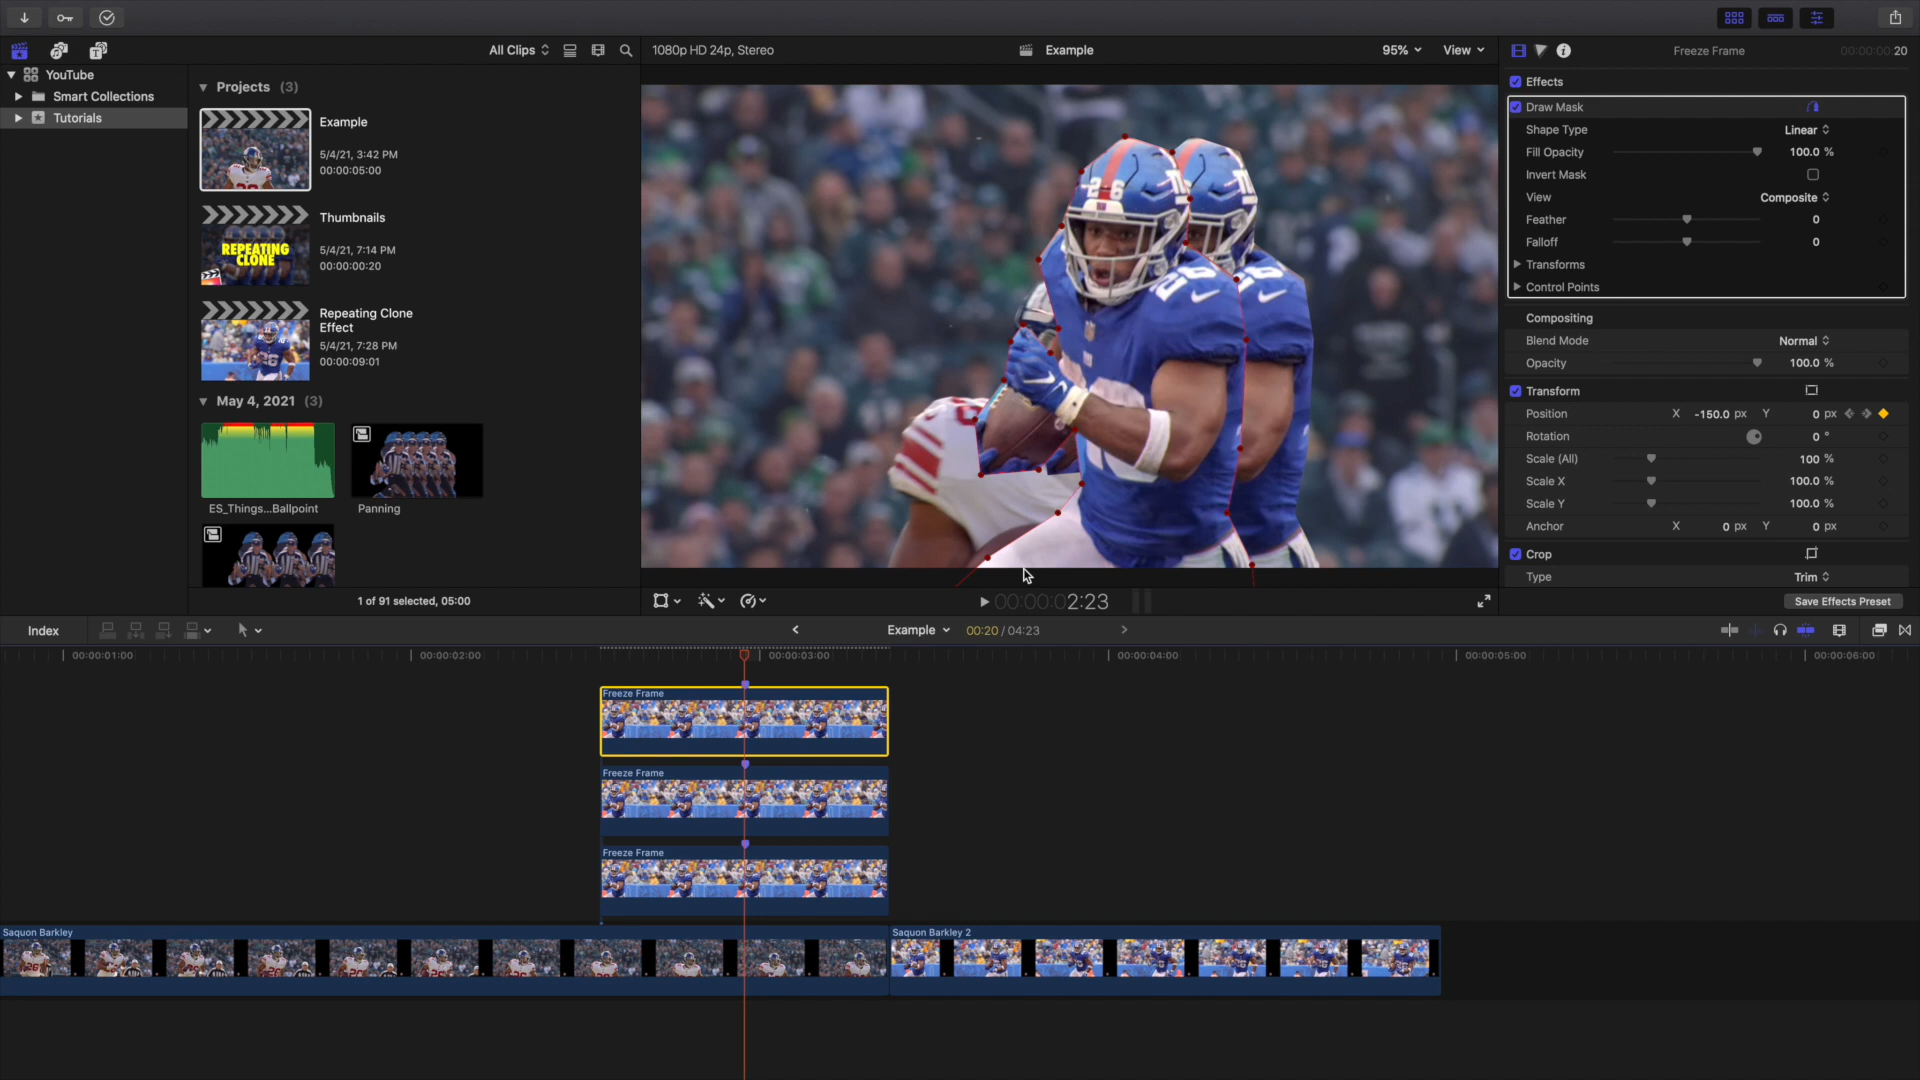 All Clips
1080p HD 24p, Stereo
Example
95%
View
Freeze Frame
00:00:00:20
YouTube
Smart Collections
Tutorials
Projects (3)
Example
5/4/21, 3:42 PM
00:00:05:00
Thumbnails
5/4/21, 7:14 PM
00:00:00:20
REPEATING
CLONE
Repeating Clone
Effect
5/4/21, 7:28 PM
00:00:09:01
May 4, 2021 (3)
ES_Things...Ballpoint
Panning
1 of 91 selected, 05:00
26
Effects
Draw Mask
Shape Type Linear
Fill Opacity 100.0 %
Invert Mask
View Composite
Feather 0
Falloff 0
Transforms
Control Points
Compositing
Blend Mode Normal
Opacity 100.0 %
Transform
Position X -150.0 px Y 0 px
Rotation 0 °
Scale (All) 100 %
Scale X 100.0 %
Scale Y 100.0 %
Anchor X 0 px Y 0 px
Crop
Type Trim
00:00:02:23
Save Effects Preset
Index
Example
00:20 / 04:23
00:00:01:00
00:00:02:00
00:00:03:00
00:00:04:00
00:00:05:00
00:00:06:00
Freeze Frame
Freeze Frame
Freeze Frame
Saquon Barkley
Saquon Barkley 2